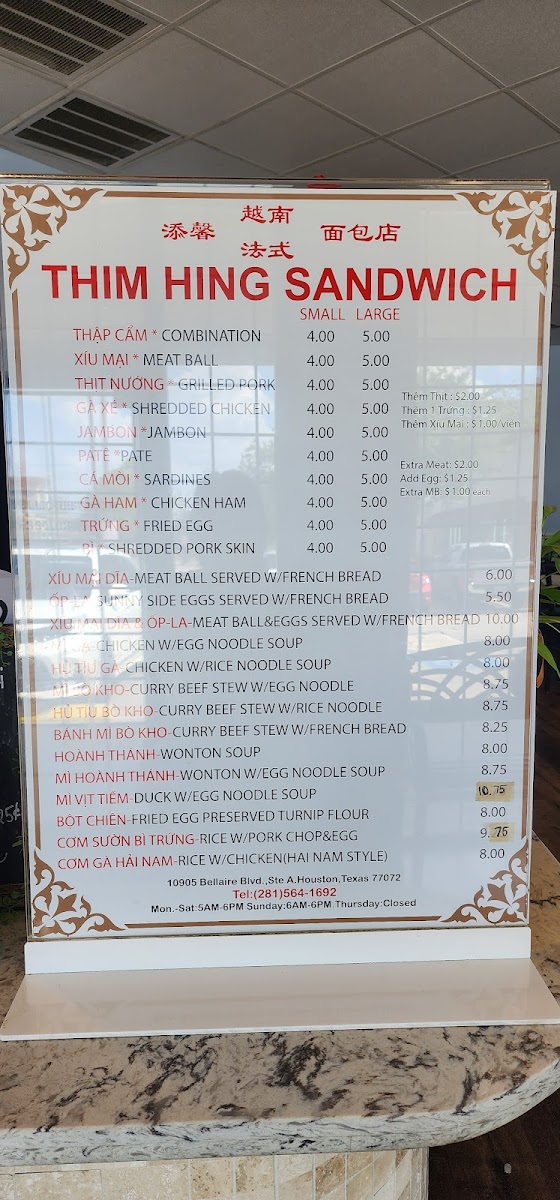 越南
添馨 面包店
法式
THIM HING SANDWICH
SMALL LARGE
THẬP CẨM * COMBINATION 4.00 5.00
XÍU MẠI * MEAT BALL 4.00 5.00
THỊT NƯỚNG * GRILLED PORK 4.00 5.00
GÀ XÉ * SHREDDED CHICKEN 4.00 5.00
JAMBON *JAMBON 4.00 5.00
PATÊ *PATE 4.00 5.00
CÁ MÒI * SARDINES 4.00 5.00
GÀ HAM * CHICKEN HAM 4.00 5.00
TRỨNG * FRIED EGG 4.00 5.00
BÌ * SHREDDED PORK SKIN 4.00 5.00
Thêm Thịt : $2.00
Thêm 1 Trứng : $1.25
Thêm Xíu Mại : $1.00/viên
Extra Meat: $2.00
Add Egg: $1.25
Extra MB: $1.00 each
XÍU MẠI DĨA-MEAT BALL SERVED W/FRENCH BREAD 6.00
ỐP-LA-SUNNY SIDE EGGS SERVED W/FRENCH BREAD 5.50
XÍU MẠI DĨA & ỐP-LA-MEAT BALL&EGGS SERVED W/FRENCH BREAD 10.00
MÌ GÀ-CHICKEN W/EGG NOODLE SOUP 8.00
HỦ TÍU GÀ-CHICKEN W/RICE NOODLE SOUP 8.00
MÌ BÒ KHO-CURRY BEEF STEW W/EGG NOODLE 8.75
HỦ TÍU BÒ KHO-CURRY BEEF STEW W/RICE NOODLE 8.75
BÁNH MÌ BÒ KHO-CURRY BEEF STEW W/FRENCH BREAD 8.25
HOÀNH THÁNH-WONTON SOUP 8.00
MÌ HOÀNH THÁNH-WONTON W/EGG NOODLE SOUP 8.75
MÌ VỊT TIỀM-DUCK W/EGG NOODLE SOUP 10.75
BỘT CHIÊN-FRIED EGG PRESERVED TURNIP FLOUR 8.00
CƠM SƯỜN BÌ TRỨNG-RICE W/PORK CHOP&EGG 9.75
CƠM GÀ HẢI NAM-RICE W/CHICKEN(HAI NAM STYLE) 8.00
10905 Bellaire Blvd.,Ste A.Houston,Texas 77072
Tel:(281)564-1692
Mon.-Sat:5AM-6PM Sunday:6AM-6PM Thursday:Closed